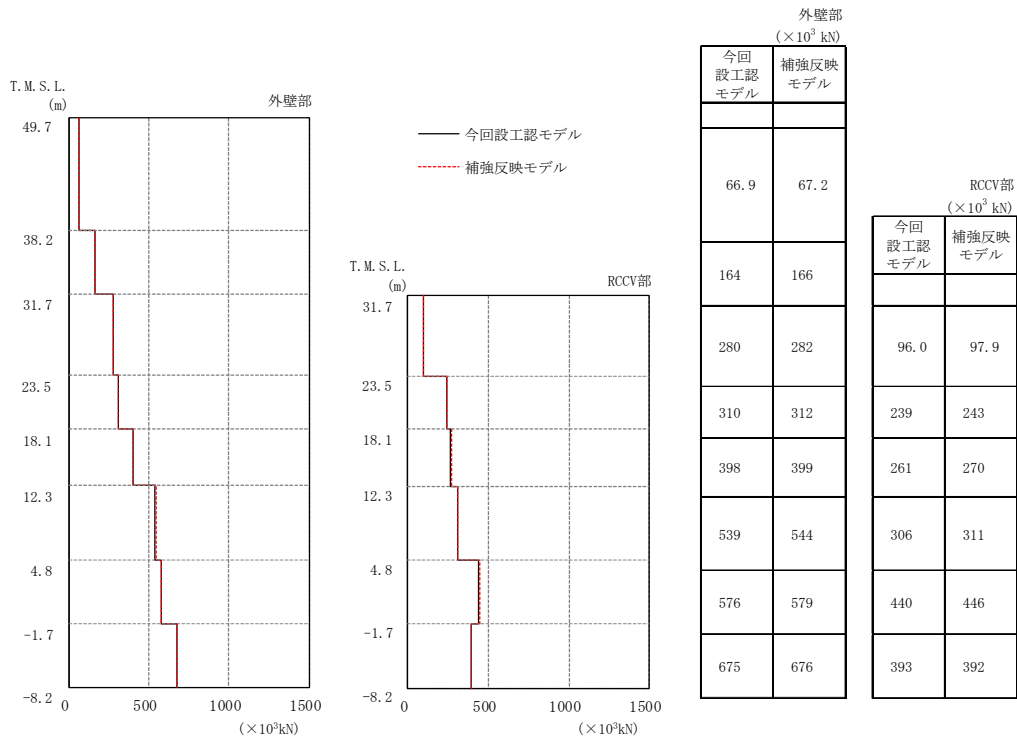 T.M.S.L.
(m)
外壁部
49.7
38.2
31.7
23.5
18.1
12.3
4.8
-1.7
-8.2
0 500 1000 1500
(×10³kN)
今回設工認モデル
補強反映モデル
T.M.S.L.
(m)
RCCV部
31.7
23.5
18.1
12.3
4.8
-1.7
-8.2
0 500 1000 1500
(×10³kN)
外壁部
(×10³ kN)
今回
設工認
モデル
補強反映
モデル
66.9 67.2
164 166
280 282
310 312
398 399
539 544
576 579
675 676
RCCV部
(×10³ kN)
今回
設工認
モデル
補強反映
モデル
96.0 97.9
239 243
261 270
306 311
440 446
393 392